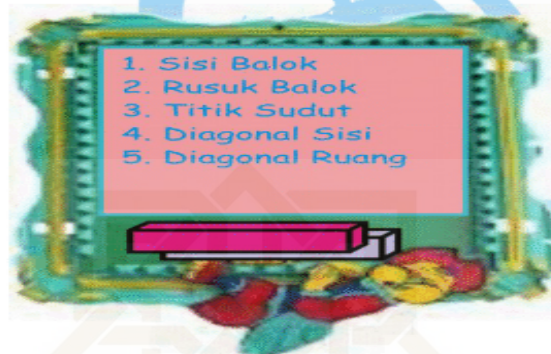 1. Sisi Balok
2. Rusuk Balok
3. Titik Sudut
4. Diagonal Sisi
5. Diagonal Ruang